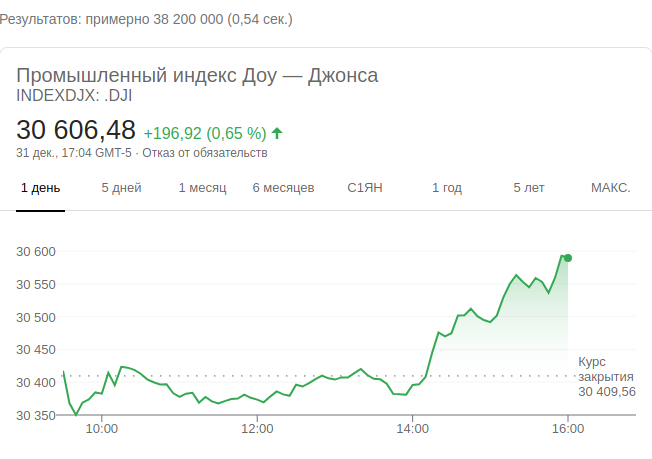 Результатов: примерно 38 200 000 (0,54 сек.)
Промышленный индекс Доу — Джонса
INDEXDJX: .DJI
30 606,48 +196,92 (0,65 %)
31 дек., 17:04 GMT-5 · Отказ от обязательств
1 день 5 дней 1 месяц 6 месяцев С1ЯН 1 год 5 лет МАКС.
30 600
30 550
30 500
30 450
30 400
30 350
Курс
закрытия
30 409,56
10:00 12:00 14:00 16:00